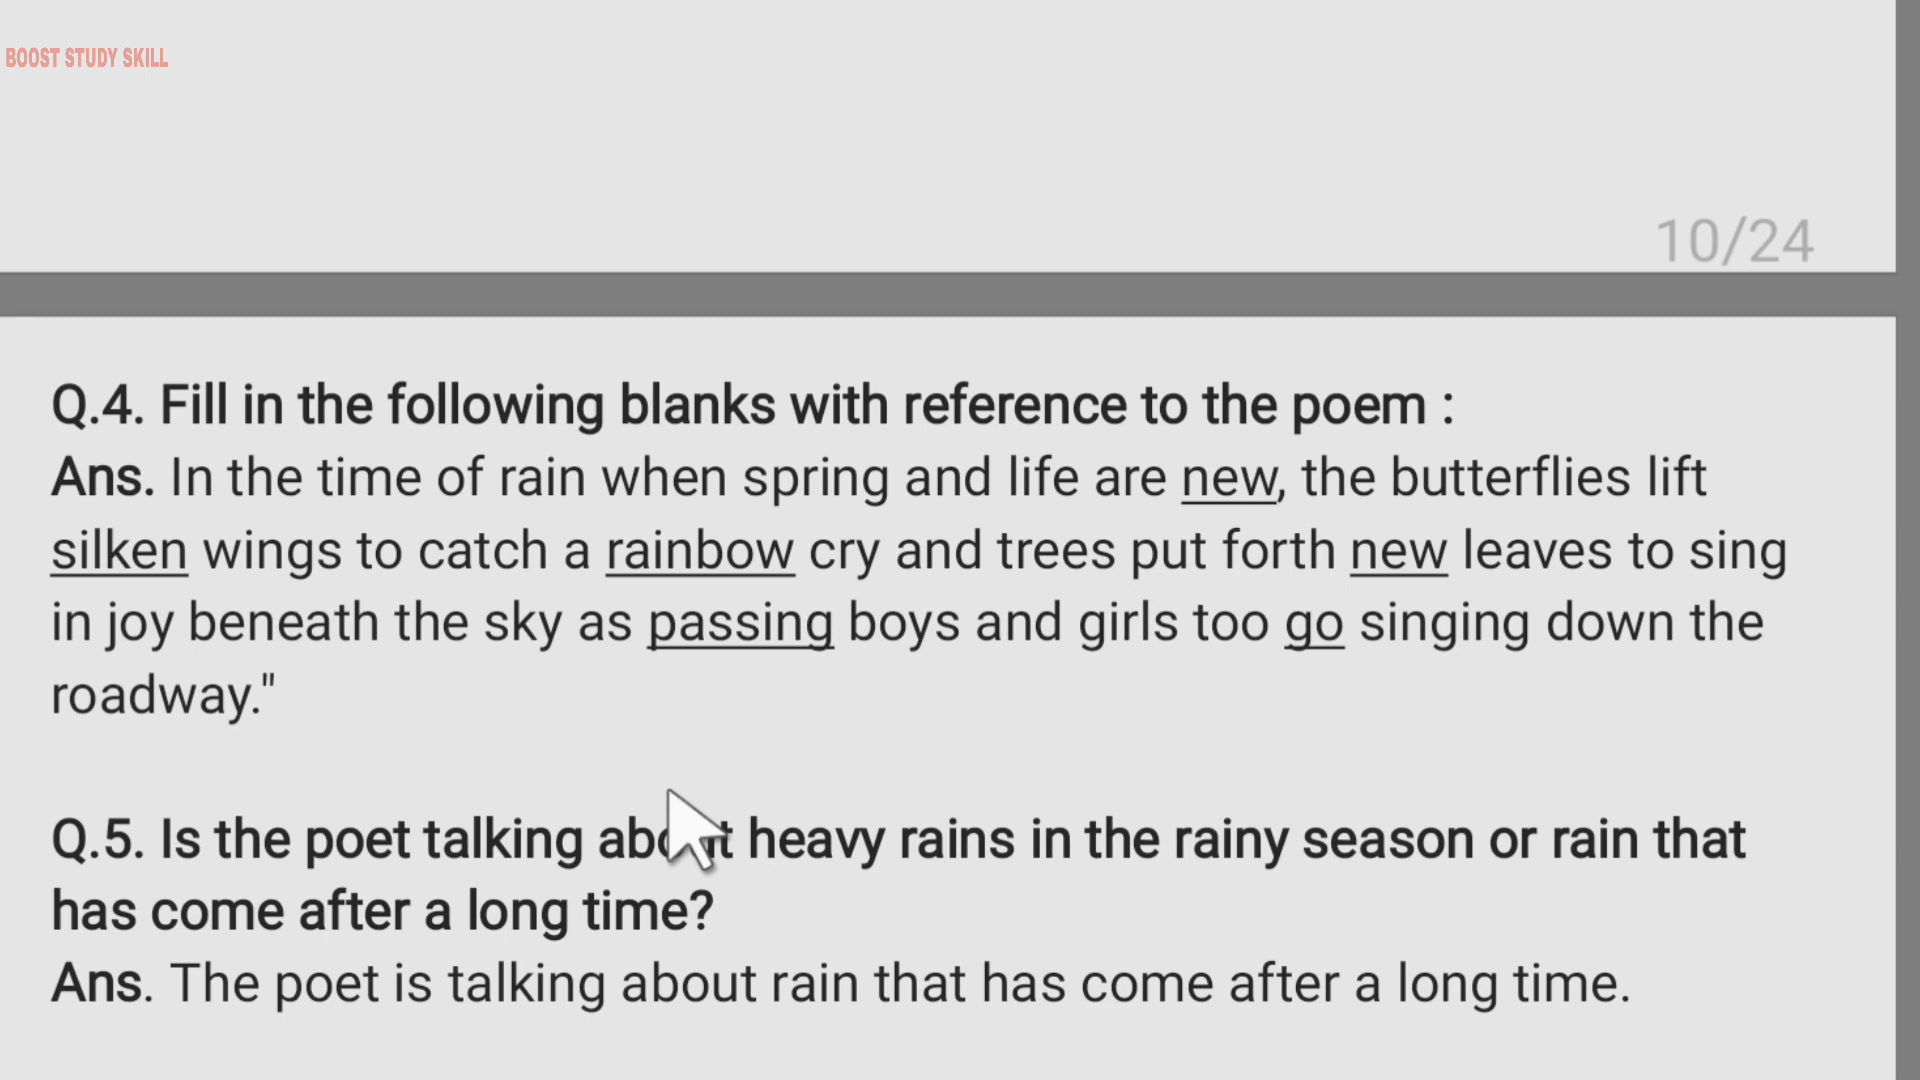 BOOST STUDY SKILL
10/24
Q.4. Fill in the following blanks with reference to the poem :
Ans. In the time of rain when spring and life are new, the butterflies lift
silken wings to catch a rainbow cry and trees put forth new leaves to sing
in joy beneath the sky as passing boys and girls too go singing down the
roadway."
Q.5. Is the poet talking about heavy rains in the rainy season or rain that
has come after a long time?
Ans. The poet is talking about rain that has come after a long time.